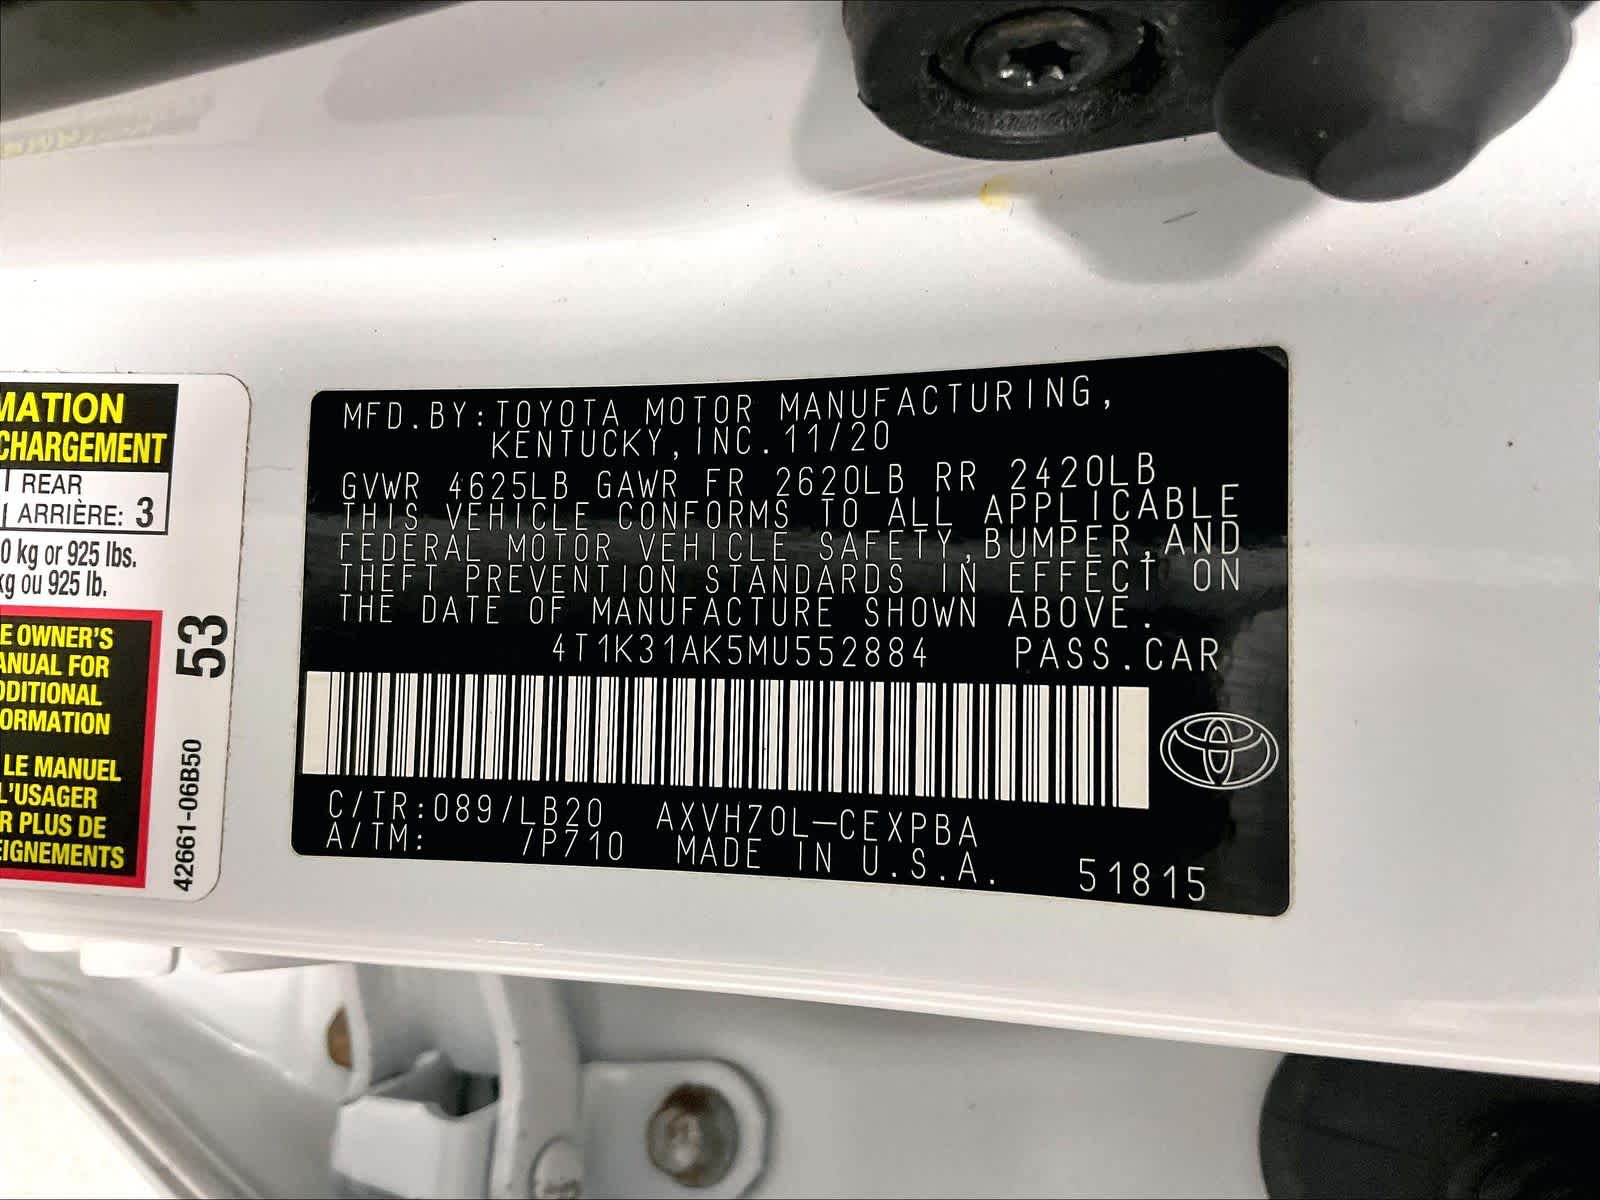 MATION
CHARGEMENT
REAR
ARRIÈRE: 3
0 kg or 925 lbs.
kg ou 925 lb.
E OWNER'S
ANUAL FOR
DDITIONAL
ORMATION
LE MANUEL
L'USAGER
R PLUS DE
EIGNEMENTS
53
42661-06B50
MFD.BY:TOYOTA MOTOR MANUFACTURING,
KENTUCKY,INC.11/20
GVWR 4625LB GAWR FR 2620LB RR 2420LB
THIS VEHICLE CONFORMS TO ALL APPLICABLE
FEDERAL MOTOR VEHICLE SAFETY,BUMPER,AND
THEFT PREVENTION STANDARDS IN EFFECT ON
THE DATE OF MANUFACTURE SHOWN ABOVE.
4T1K31AK5MU552884 PASS.CAR
C/TR:089/LB20 AXVH70L-CEXPBA
A/TM: /P710 MADE IN U.S.A. 51815